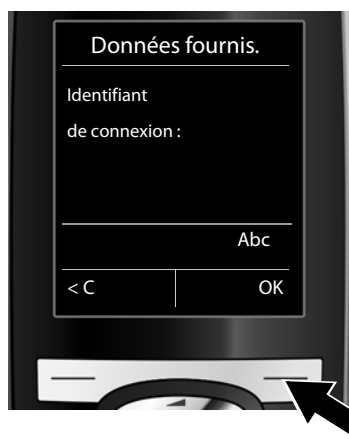 Données fournis.
Identifiant
de connexion :
Abc
< C
OK